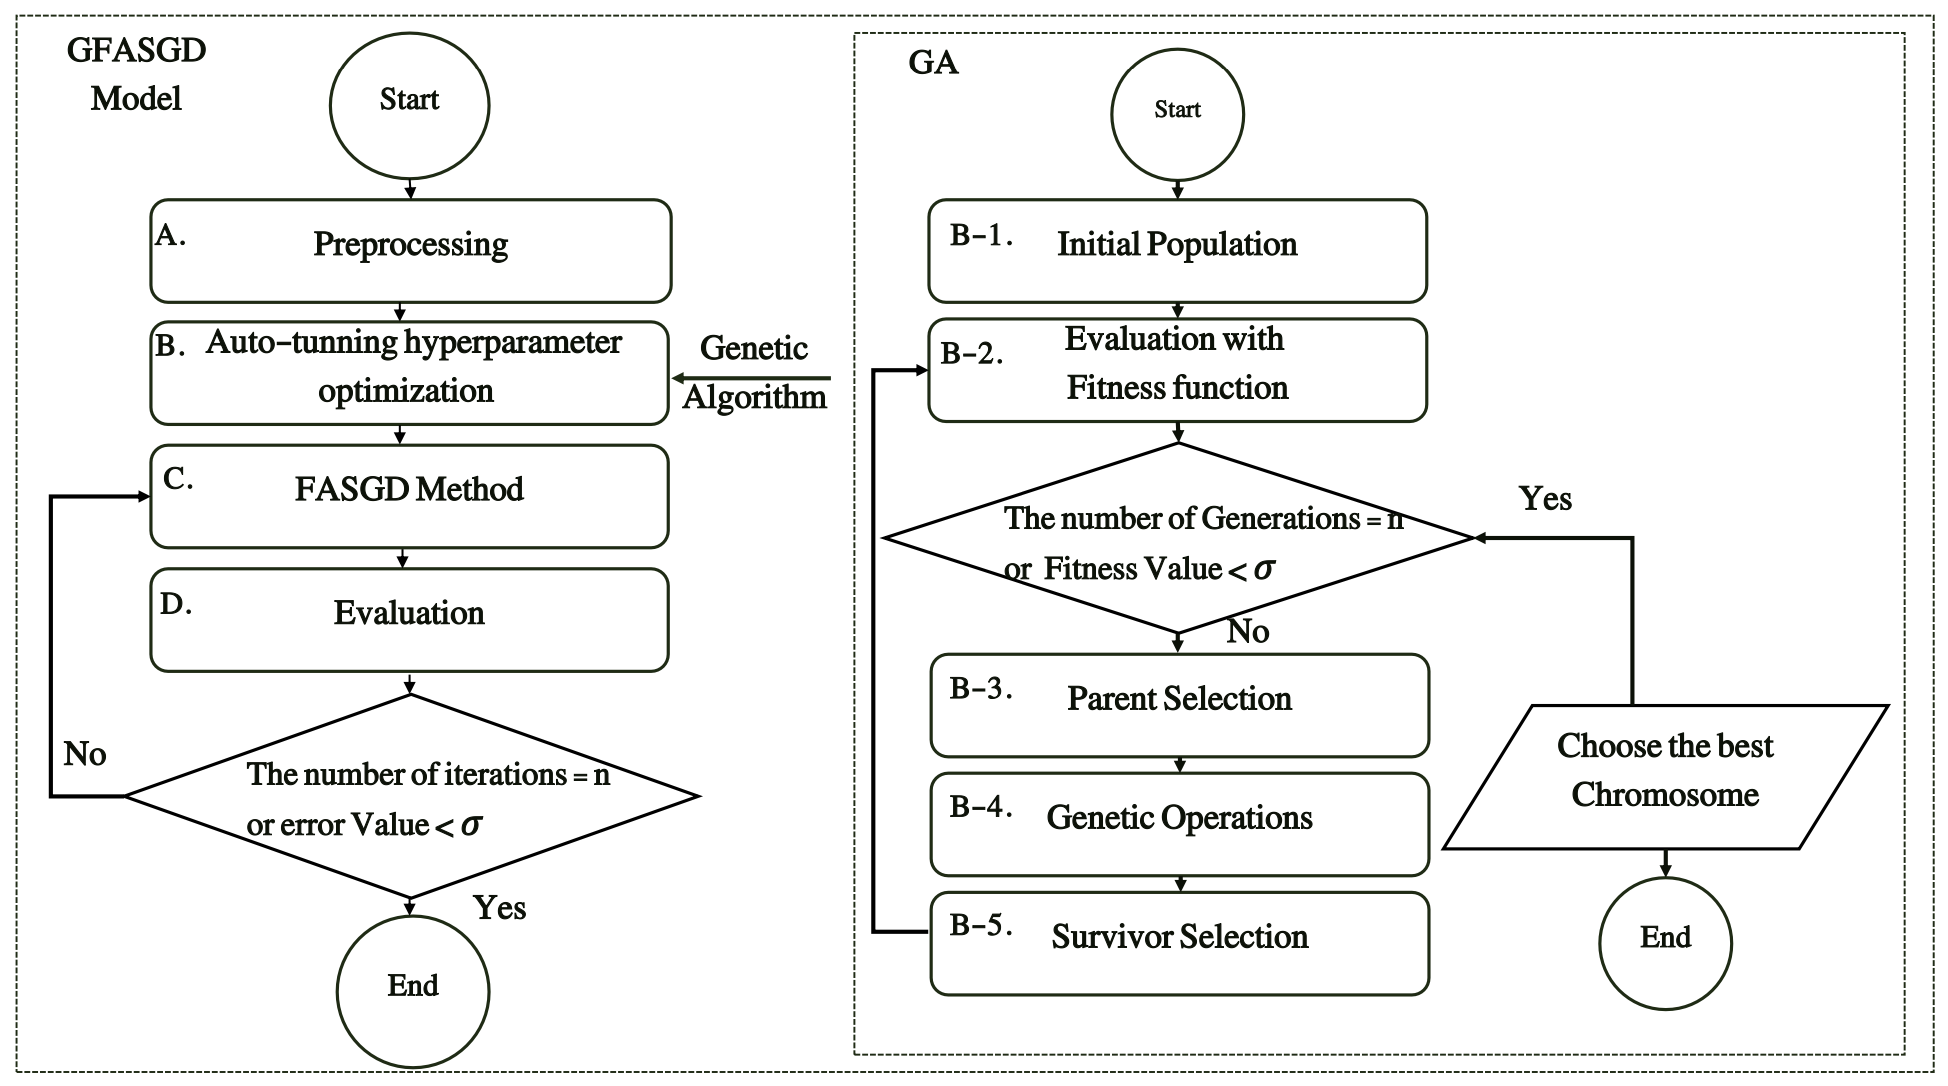 GFASGD
Model
Start
A.
Preprocessing
B. Auto-tunning hyperparameter
optimization
Genetic
Algorithm
C.
FASGD Method
D.
Evaluation
No
The number of iterations = n
or error Value < σ
Yes
End
GA
Start
B-1. Initial Population
B-2.
Evaluation with
Fitness function
The number of Generations = n
or Fitness Value < σ
Yes
No
B-3. Parent Selection
B-4. Genetic Operations
B-5. Survivor Selection
Choose the best
Chromosome
End